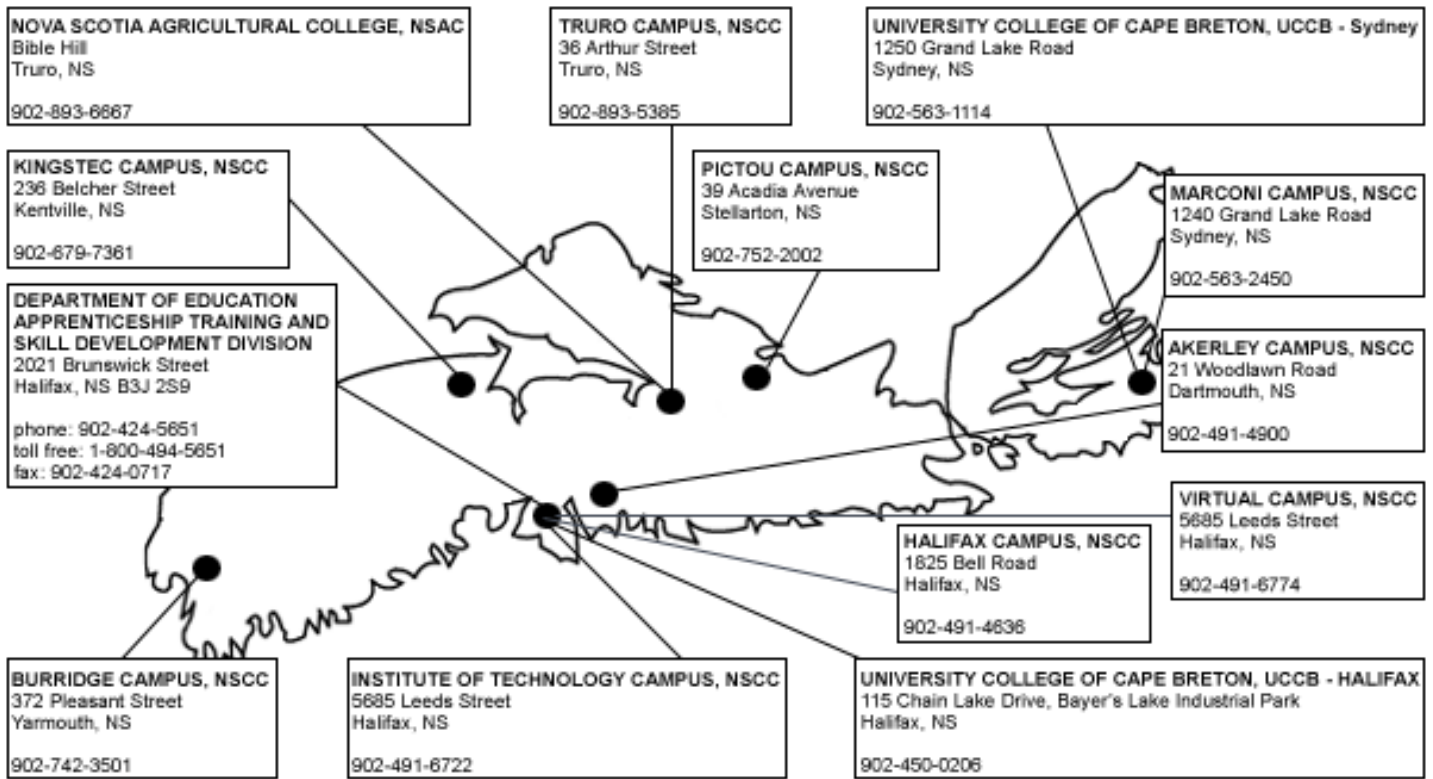 NOVA SCOTIA AGRICULTURAL COLLEGE, NSAC
Bible Hill
Truro, NS
902-893-6667
TRURO CAMPUS, NSCC
36 Arthur Street
Truro, NS
902-893-5385
UNIVERSITY COLLEGE OF CAPE BRETON, UCCB - Sydney
1250 Grand Lake Road
Sydney, NS
902-563-1114
KINGSTEC CAMPUS, NSCC
236 Belcher Street
Kentville, NS
902-679-7361
PICTOU CAMPUS, NSCC
39 Acadia Avenue
Stellarton, NS
902-752-2002
MARCONI CAMPUS, NSCC
1240 Grand Lake Road
Sydney, NS
902-563-2450
DEPARTMENT OF EDUCATION
APPRENTICESHIP TRAINING AND
SKILL DEVELOPMENT DIVISION
2021 Brunswick Street
Halifax, NS B3J 2S9
phone: 902-424-5651
toll free: 1-800-494-5651
fax: 902-424-0717
AKERLEY CAMPUS, NSCC
21 Woodlawn Road
Dartmouth, NS
902-491-4900
VIRTUAL CAMPUS, NSCC
5685 Leeds Street
Halifax, NS
902-491-6774
HALIFAX CAMPUS, NSCC
1825 Bell Road
Halifax, NS
902-491-4636
BURRIDGE CAMPUS, NSCC
372 Pleasant Street
Yarmouth, NS
902-742-3501
INSTITUTE OF TECHNOLOGY CAMPUS, NSCC
5685 Leeds Street
Halifax, NS
902-491-6722
UNIVERSITY COLLEGE OF CAPE BRETON, UCCB - HALIFAX
115 Chain Lake Drive, Bayer's Lake Industrial Park
Halifax, NS
902-450-0206